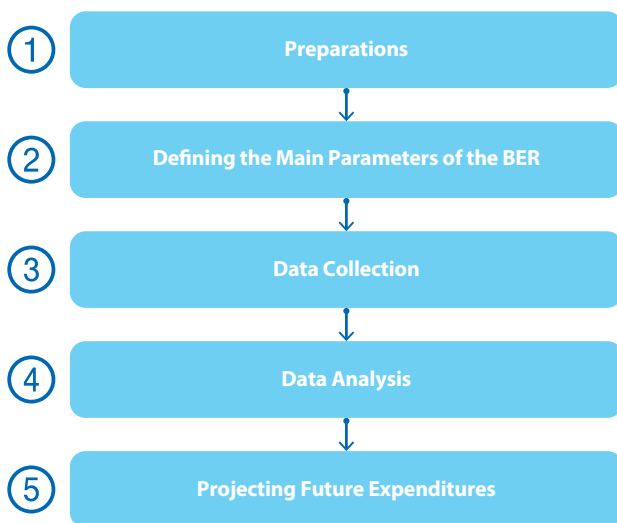 1
Preparations
2
Defining the Main Parameters of the BER
3
Data Collection
4
Data Analysis
5
Projecting Future Expenditures